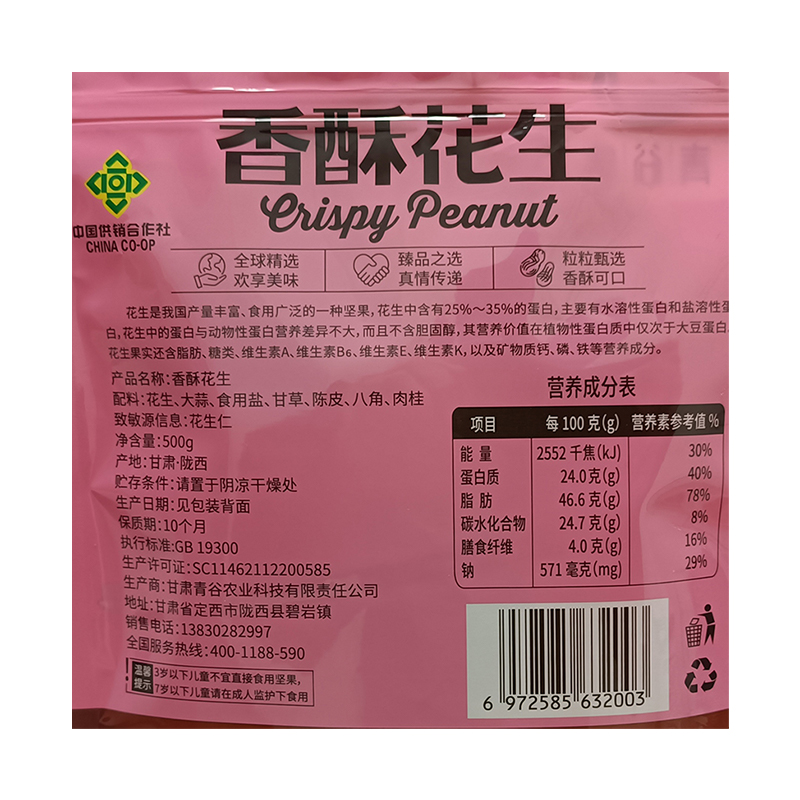 香酥花生
Crispy Peanut
中国供销合作社
CHINA CO-OP
全球精选
欢享美味
臻品之选
真情传递
粒粒甄选
香酥可口
花生是我国产量丰富、食用广泛的一种坚果,花生中含有25%~35%的蛋白,主要有水溶性蛋白和盐溶性蛋
白,花生中的蛋白与动物性蛋白营养差异不大,而且不含胆固醇,其营养价值在植物性蛋白质中仅次于大豆蛋白。
花生果实还含脂肪、糖类、维生素A、维生素B₆、维生素E、维生素K,以及矿物质钙、磷、铁等营养成分。
产品名称:香酥花生
配料:花生、大蒜、食用盐、甘草、陈皮、八角、肉桂
致敏源信息:花生仁
净含量:500g
产地:甘肃·陇西
贮存条件:请置于阴凉干燥处
生产日期:见包装背面
保质期:10个月
执行标准:GB 19300
生产许可证:SC11462112200585
生产商:甘肃青谷农业科技有限责任公司
地址:甘肃省定西市陇西县碧岩镇
销售电话:13830282997
全国服务热线:400-1188-590
温馨提示
3岁以下儿童不宜直接食用坚果,
7岁以下儿童请在成人监护下食用
营养成分表
项目 每100克(g) 营养素参考值%
能量 2552千焦(kJ) 30%
蛋白质 24.0克(g) 40%
脂肪 46.6克(g) 78%
碳水化合物 24.7克(g) 8%
膳食纤维 4.0克(g) 16%
钠 571毫克(mg) 29%
6 972585 632003